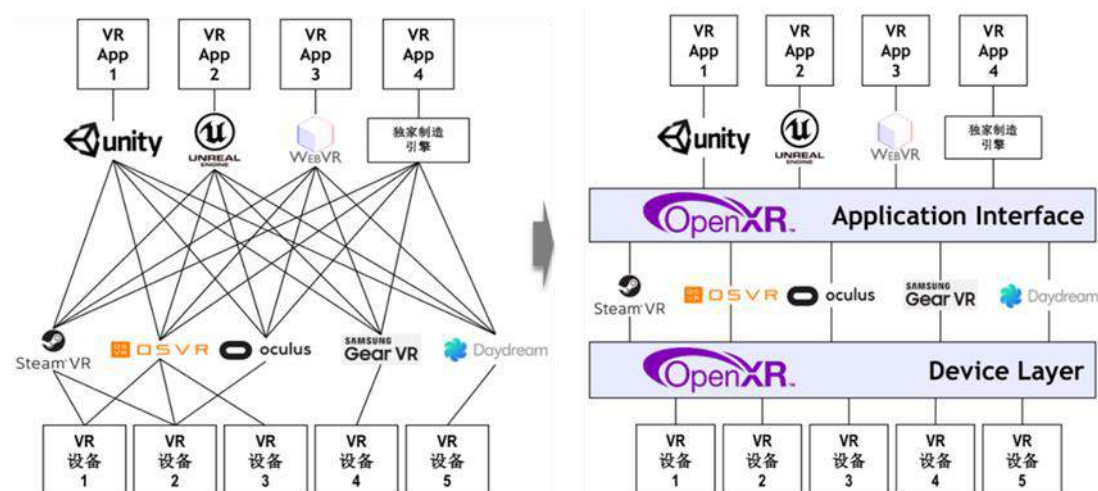 VR
App
1
VR
App
2
VR
App
3
VR
App
4
unity
UNREAL
ENGINE
WEBVR
独家制造
引擎
Steam VR
OSVR
OSVR
oculus
SAMSUNG
Gear VR
Daydream
VR
设备
1
VR
设备
2
VR
设备
3
VR
设备
4
VR
设备
5
VR
App
1
VR
App
2
VR
App
3
VR
App
4
unity
UNREAL
ENGINE
WEBVR
独家制造
引擎
OpenXR™ Application Interface
Steam VR
OSVR
OSVR
oculus
SAMSUNG
Gear VR
Daydream
OpenXR™ Device Layer
VR
设备
1
VR
设备
2
VR
设备
3
VR
设备
4
VR
设备
5